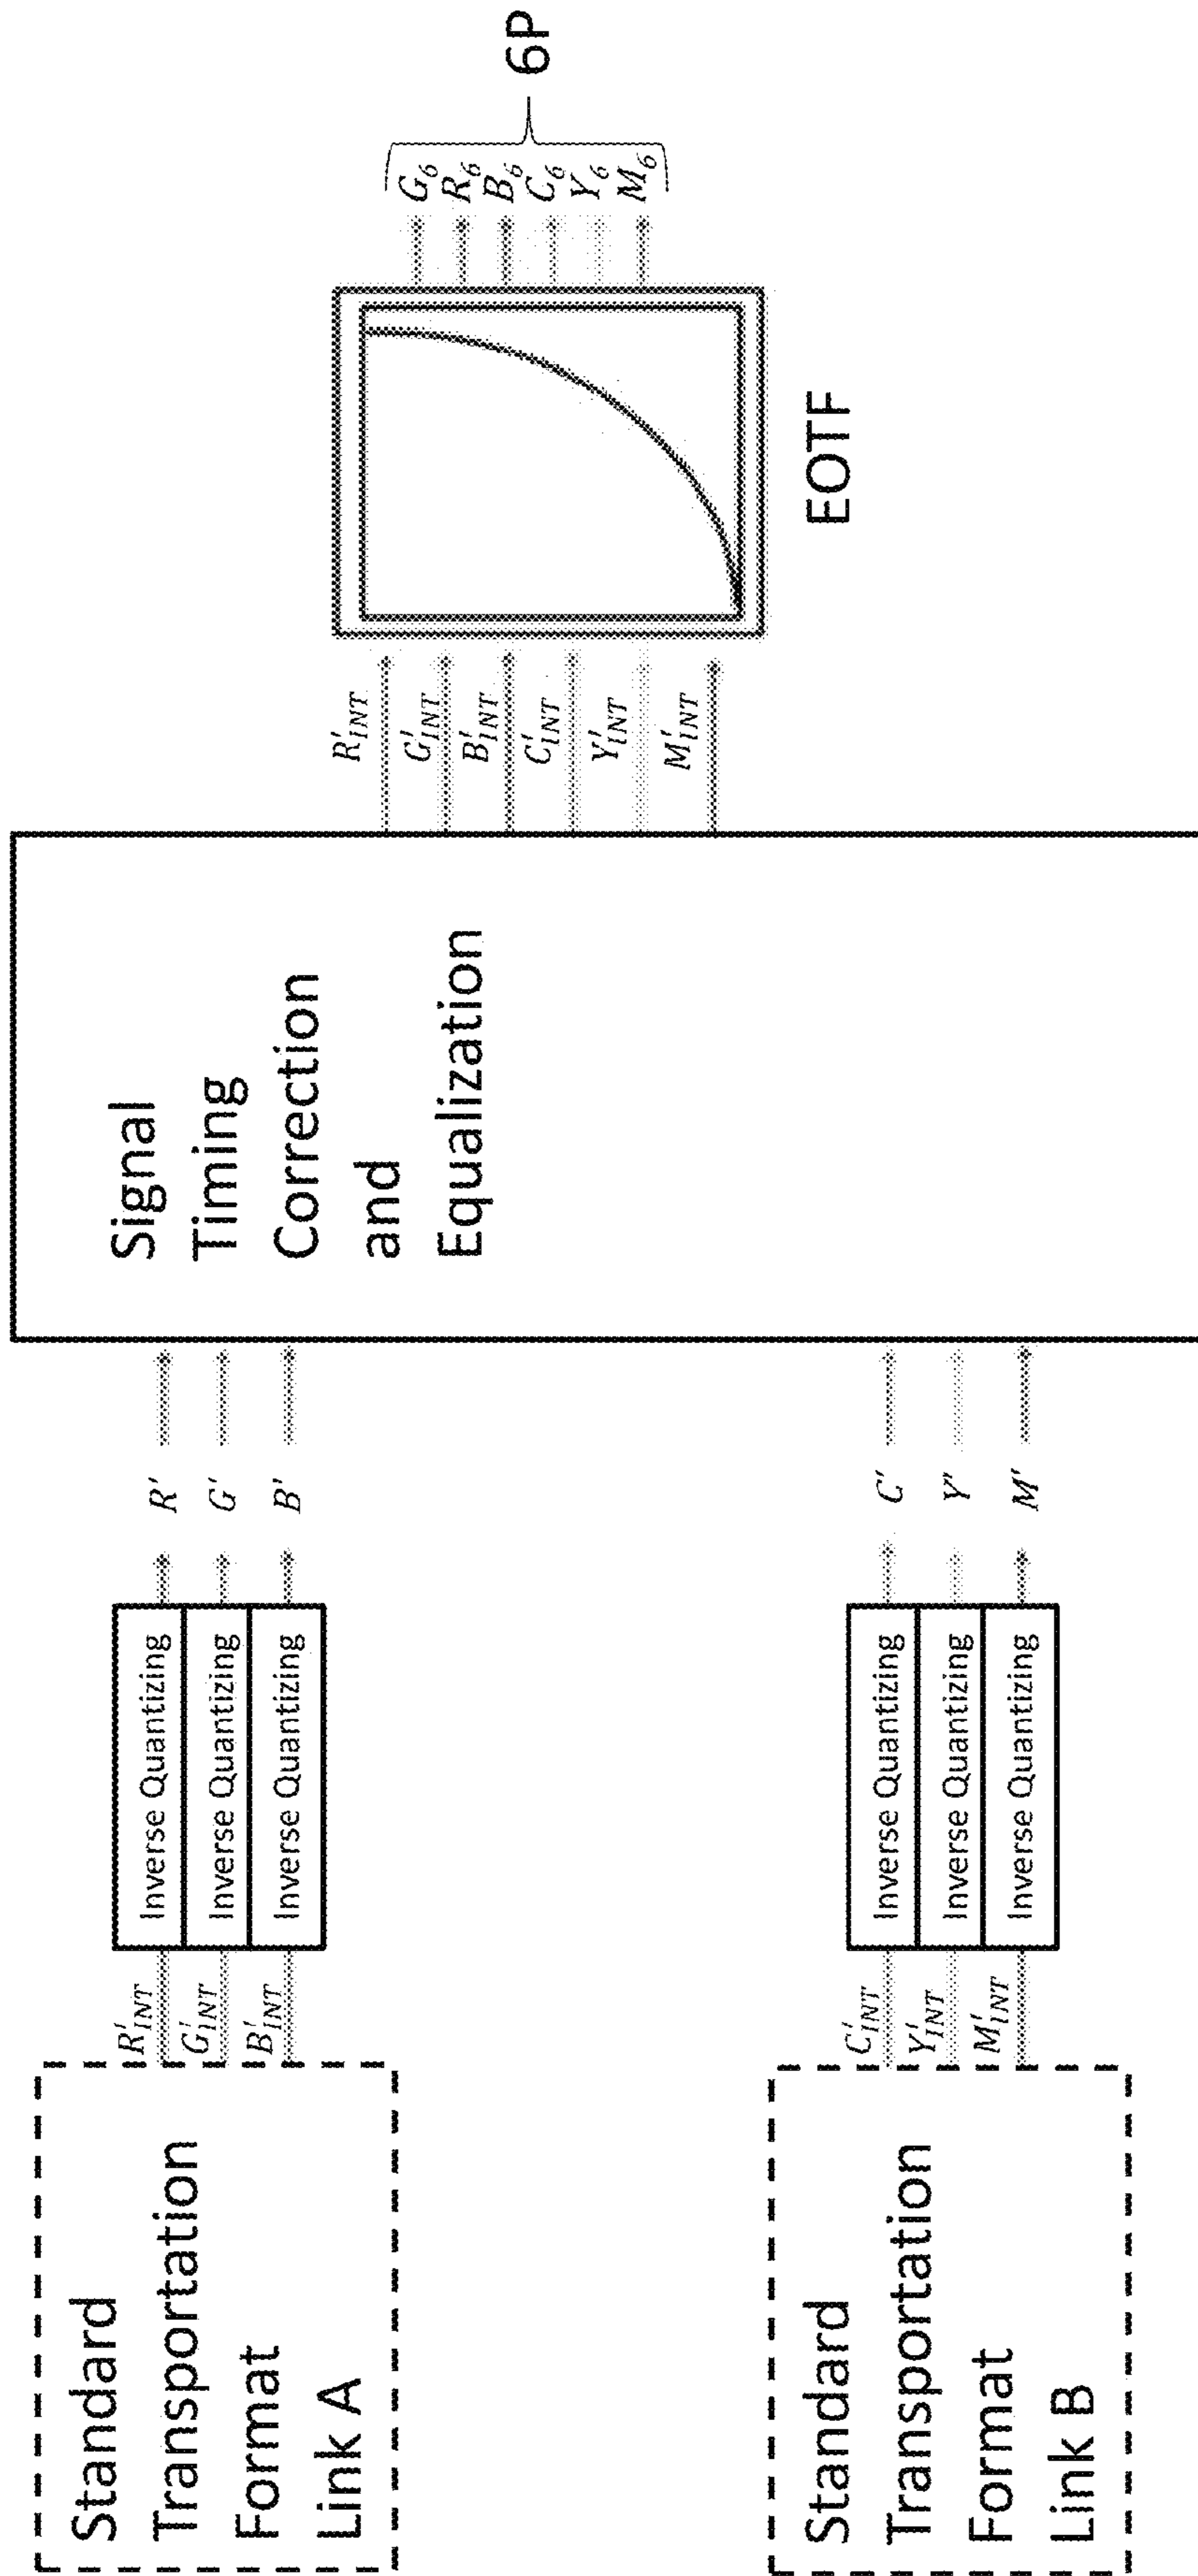 Standard
Transportation
Format
Link A
R'INT
G'INT
B'INT
Inverse Quantizing
Inverse Quantizing
Inverse Quantizing
R'
G'
B'
Standard
Transportation
Format
Link B
C'INT
Y'INT
M'INT
Inverse Quantizing
Inverse Quantizing
Inverse Quantizing
C'
Y'
M'
Signal
Timing
Correction
and
Equalization
R'INT
G'INT
B'INT
C'INT
Y'INT
M'INT
EOTF
G6
R6
B6
C6
Y6
M6
6P